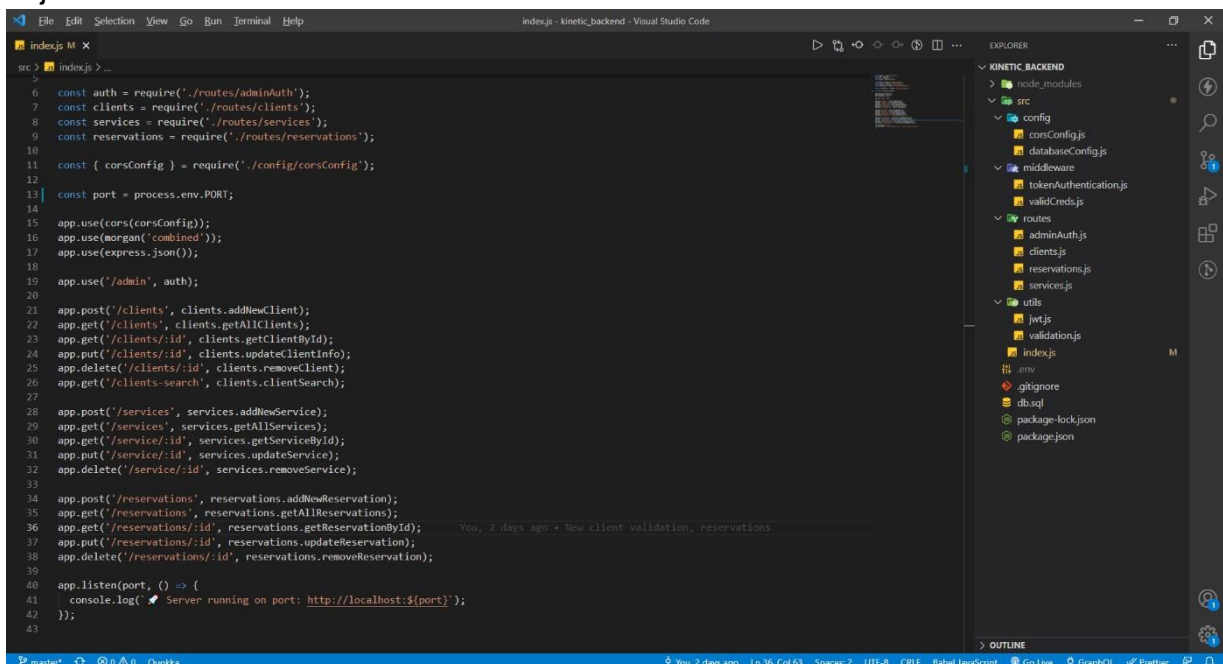 File Edit Selection View Go Run Terminal Help
index.js - kinetic_backend - Visual Studio Code
index.js M
src > index.js > ...
5
6 const auth = require('./routes/adminAuth');
7 const clients = require('./routes/clients');
8 const services = require('./routes/services');
9 const reservations = require('./routes/reservations');
10
11 const { corsConfig } = require('./config/corsConfig');
12
13 const port = process.env.PORT;
14
15 app.use(cors(corsConfig));
16 app.use(morgan('combined'));
17 app.use(express.json());
18
19 app.use('/admin', auth);
20
21 app.post('/clients', clients.addNewClient);
22 app.get('/clients', clients.getAllClients);
23 app.get('/clients/:id', clients.getClientById);
24 app.put('/clients/:id', clients.updateClientInfo);
25 app.delete('/clients/:id', clients.removeClient);
26 app.get('/clients-search', clients.clientSearch);
27
28 app.post('/services', services.addNewService);
29 app.get('/services', services.getAllServices);
30 app.get('/service/:id', services.getServiceById);
31 app.put('/service/:id', services.updateService);
32 app.delete('/service/:id', services.removeService);
33
34 app.post('/reservations', reservations.addNewReservation);
35 app.get('/reservations', reservations.getAllReservations);
36 app.get('/reservations/:id', reservations.getReservationById); You, 2 days ago • New client validation, reservations
37 app.put('/reservations/:id', reservations.updateReservation);
38 app.delete('/reservations/:id', reservations.removeReservation);
39
40 app.listen(port, () => {
41 console.log(`🚀 Server running on port: http://localhost:${port}`);
42 });
43
EXPLORER
KINETIC_BACKEND
node_modules
src
config
corsConfig.js
databaseConfig.js
middleware
tokenAuthentication.js
validCreds.js
routes
adminAuth.js
clients.js
reservations.js
services.js
utils
jwt.js
validation.js
index.js M
.env
.gitignore
db.sql
package-lock.json
package.json
OUTLINE
master* 0 0 Quokka You, 2 days ago Ln 36, Col 63 Spaces: 2 UTF-8 CRLF Babel JavaScript Go Live GraphQL Prettier